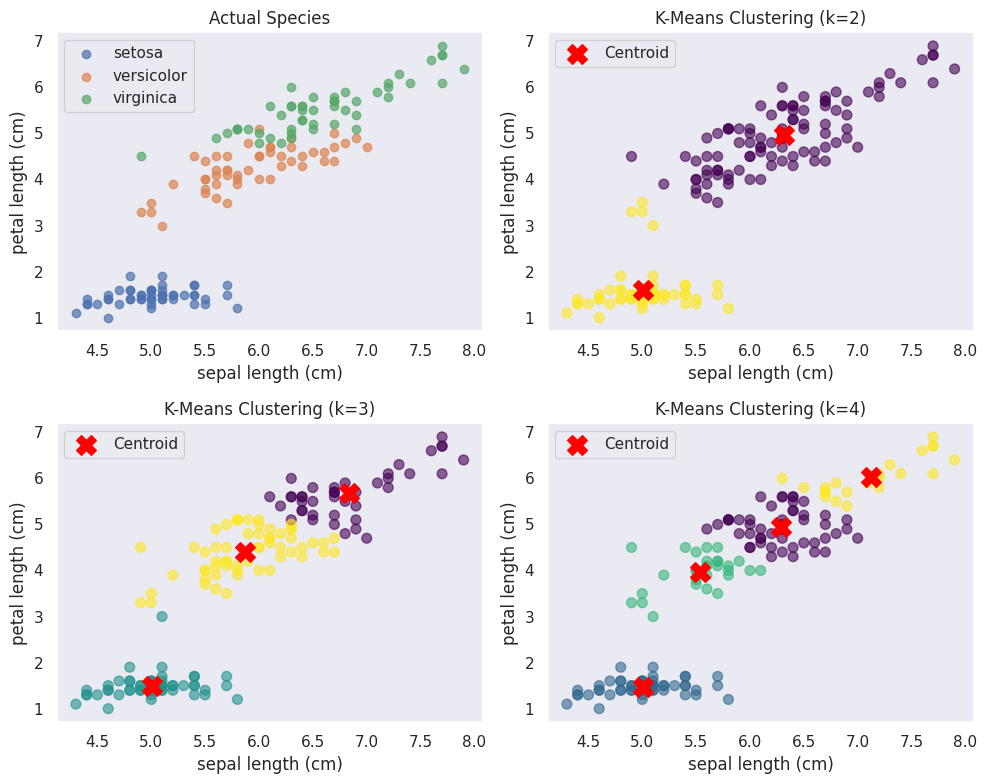 Actual Species
setosa
versicolor
virginica
7
6
5
4
3
2
1
petal length (cm)
4.5 5.0 5.5 6.0 6.5 7.0 7.5 8.0
sepal length (cm)
K-Means Clustering (k=2)
Centroid
7
6
5
4
3
2
1
petal length (cm)
4.5 5.0 5.5 6.0 6.5 7.0 7.5 8.0
sepal length (cm)
K-Means Clustering (k=3)
Centroid
7
6
5
4
3
2
1
petal length (cm)
4.5 5.0 5.5 6.0 6.5 7.0 7.5 8.0
sepal length (cm)
K-Means Clustering (k=4)
Centroid
7
6
5
4
3
2
1
petal length (cm)
4.5 5.0 5.5 6.0 6.5 7.0 7.5 8.0
sepal length (cm)